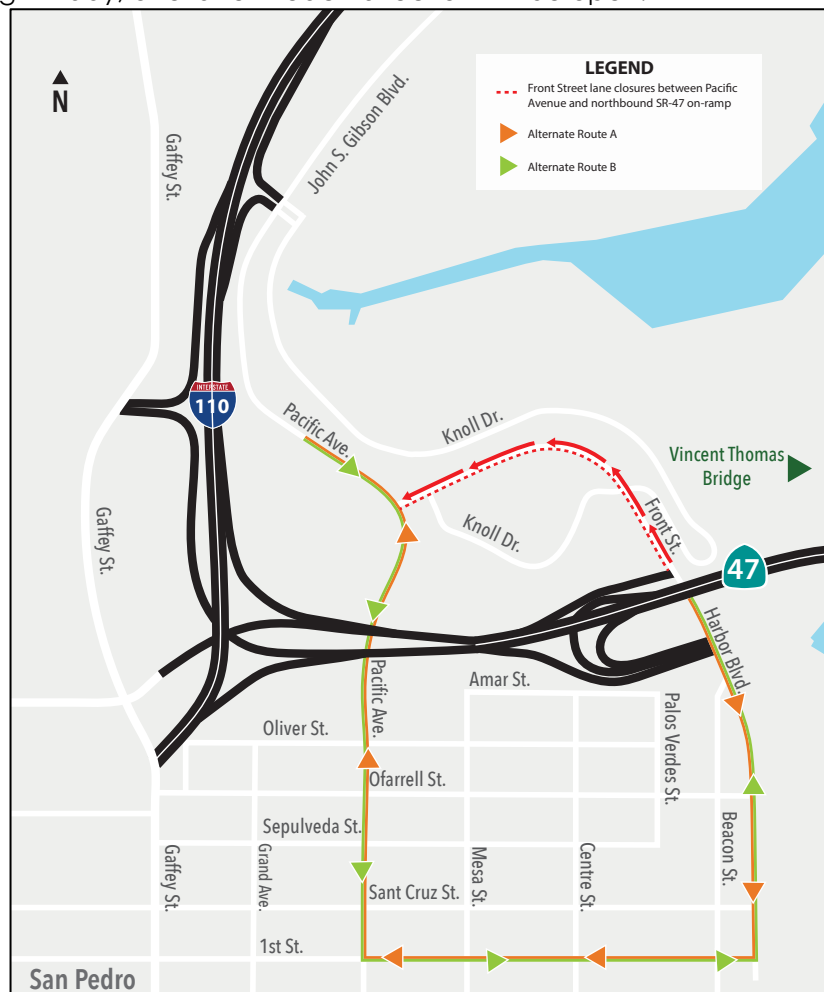 LEGEND
Front Street lane closures between Pacific
Avenue and northbound SR-47 on-ramp
Alternate Route A
Alternate Route B
N
Gaffey St.
John S. Gibson Blvd.
INTERSTATE
110
Pacific Ave.
Knoll Dr.
Vincent Thomas
Bridge
Gaffey St.
Knoll Dr.
Front St.
47
Harbor Blvd.
Pacific Ave.
Amar St.
Palos Verdes St.
Oliver St.
Ofarrell St.
Sepulveda St.
Gaffey St.
Grand Ave.
Mesa St.
Centre St.
Beacon St.
Sant Cruz St.
1st St.
San Pedro